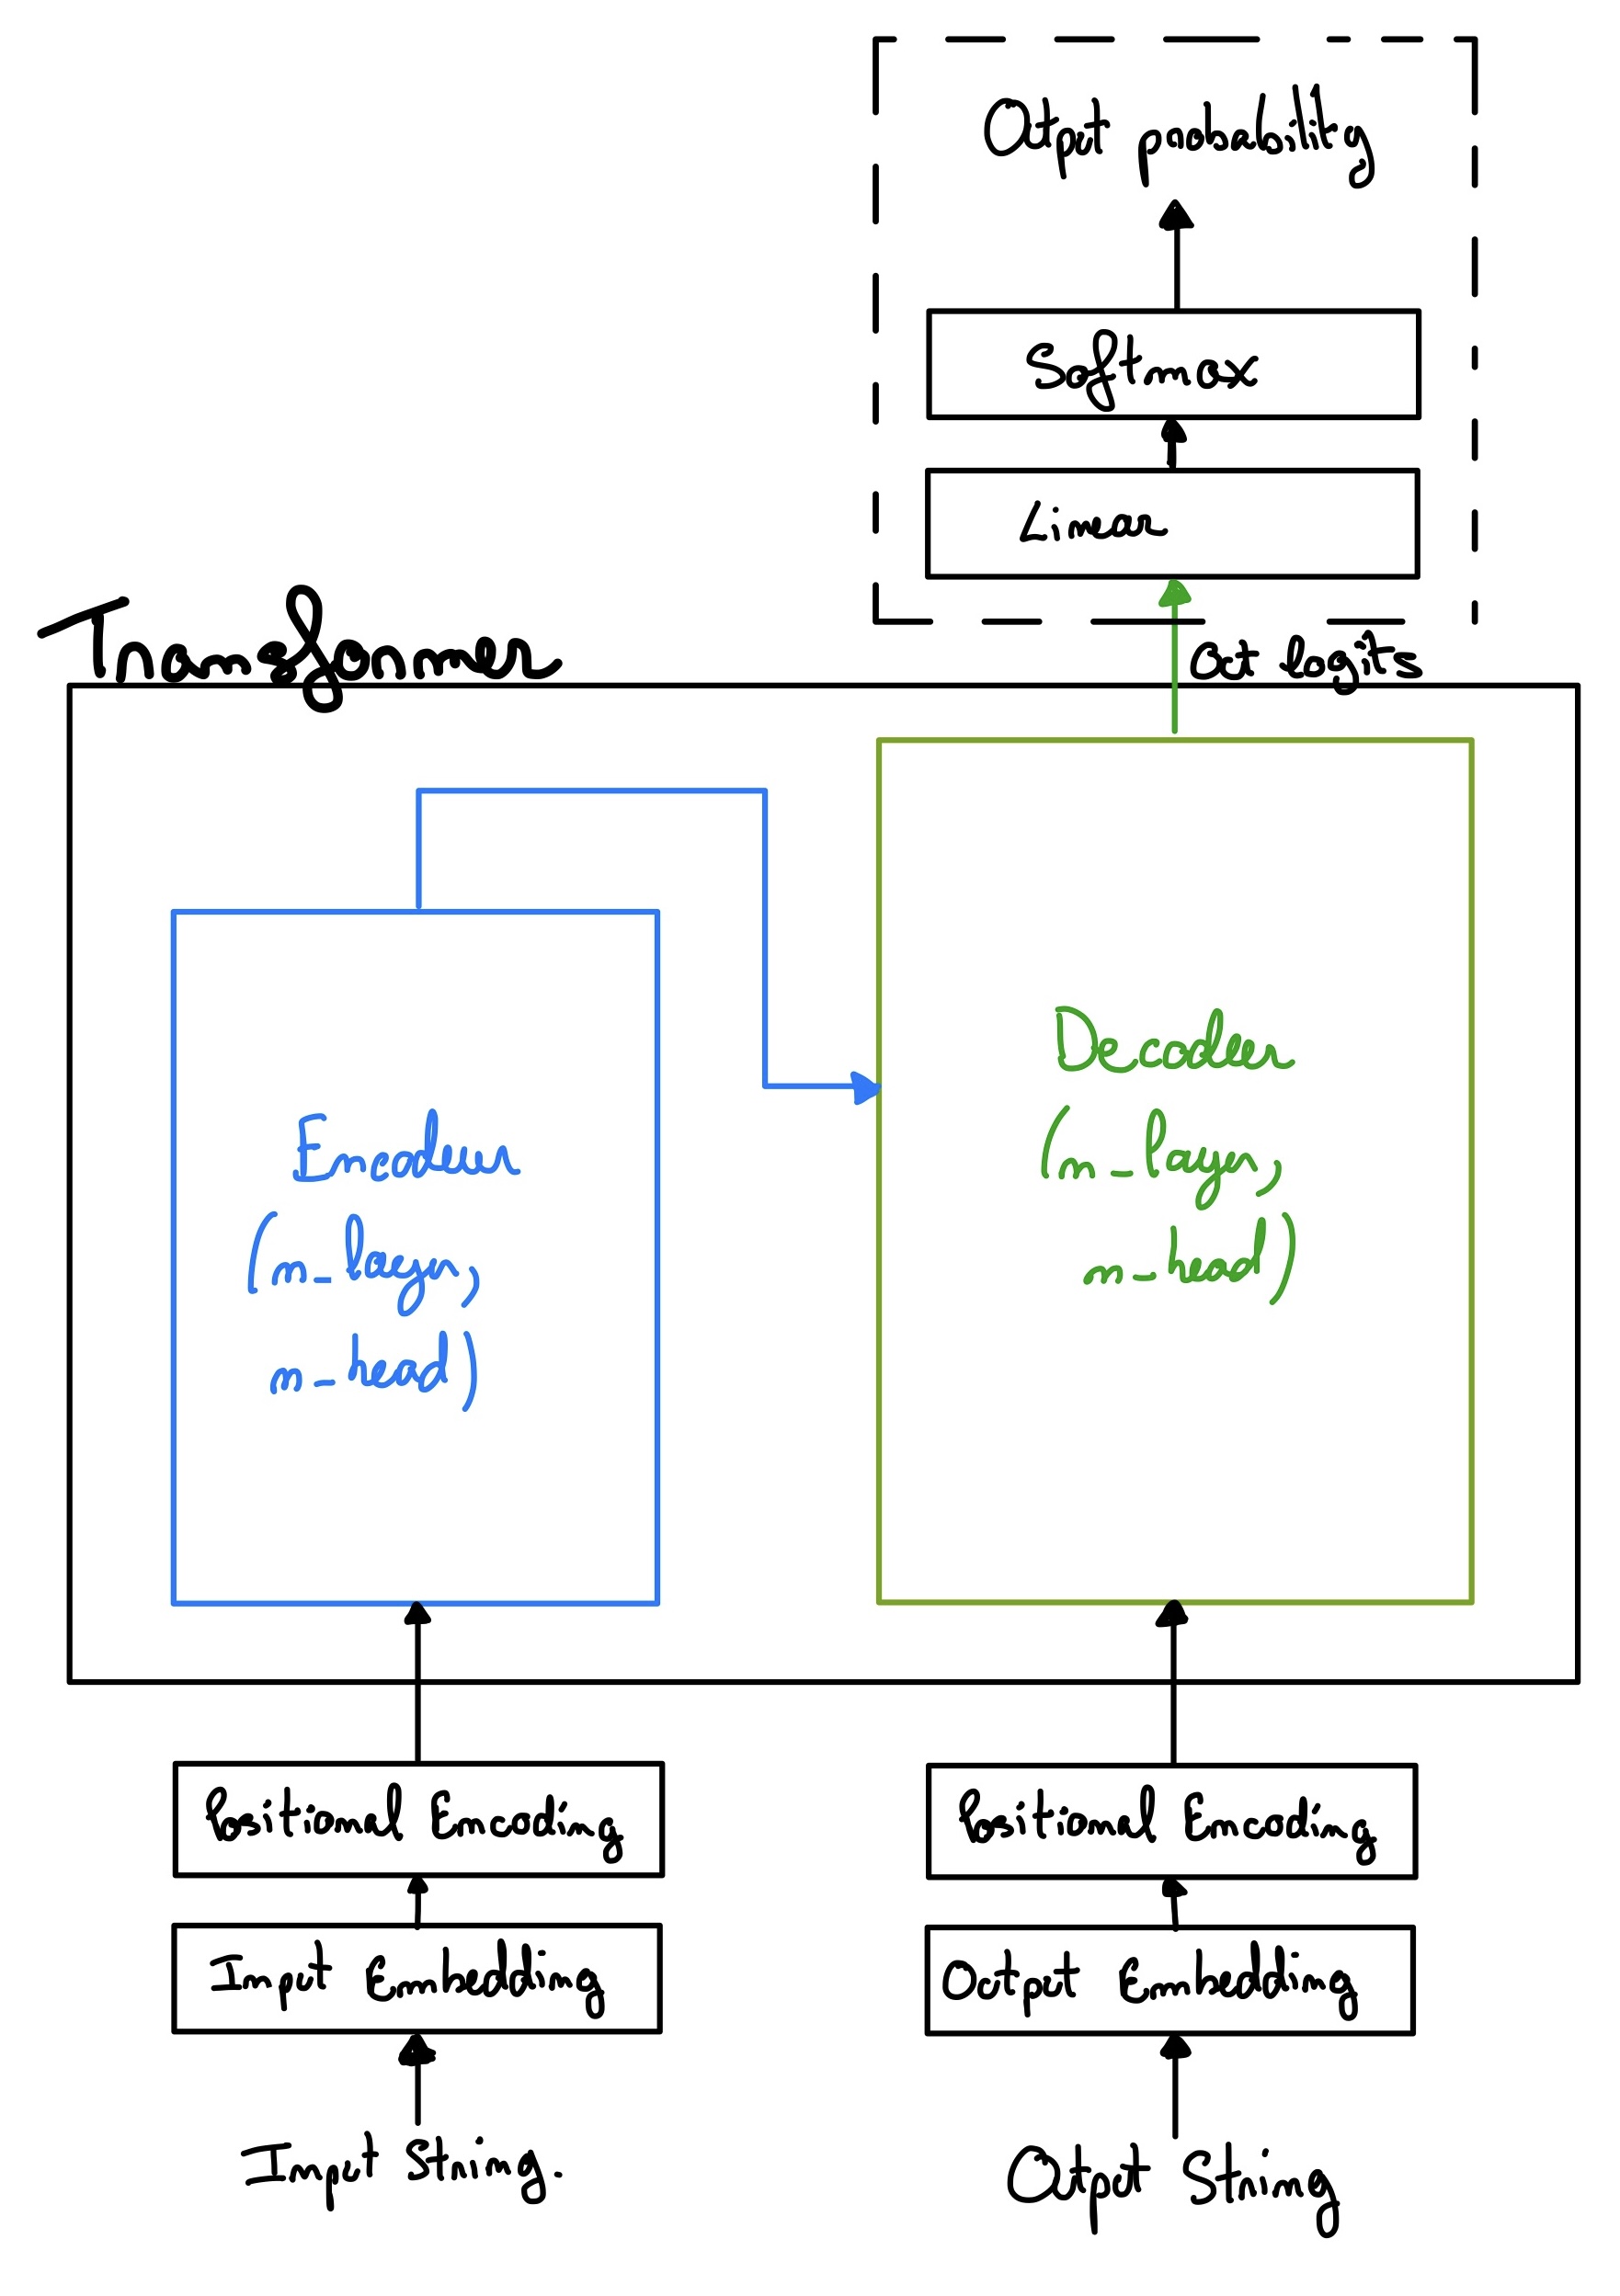 Output probability
Softmax
Linear
out logits
Transformer
Encoder
(n_layer,
n_head)
Decoder
(n_layer,
n_head)
Positional Encoding
Input Embedding
Input String.
Positional Encoding
Output Embedding
Output String